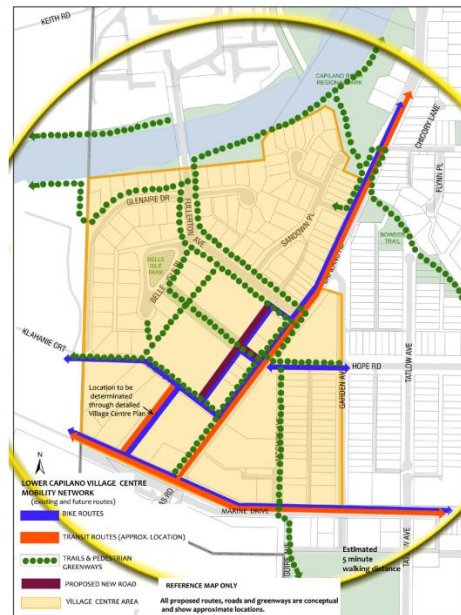 KEITH RD
CAPILANO RIVER
REGIONAL PARK
CHICORY LANE
FLYNN PL
GLENAIRE DR
FULLERTON
AVE
SANDOWN PL
BOWSER
TRAIL
BELLE
ISLE
PARK
KLAHANIE CRT
Location to be
determined
through detailed
Village Centre Plan
HOPE RD
GARDEN AVE
TATLOW AVE
MARINE DRIVE
N
LOWER CAPILANO VILLAGE CENTRE
MOBILITY NETWORK
(existing and future routes)
BIKE ROUTES
TRANSIT ROUTES (APPROX. LOCATION)
TRAILS & PEDESTRIAN
GREENWAYS
PROPOSED NEW ROAD
VILLAGE CENTRE AREA
REFERENCE MAP ONLY
All proposed routes, roads and greenways are conceptual
and show approximate locations.
Estimated
5 minute
walking distance